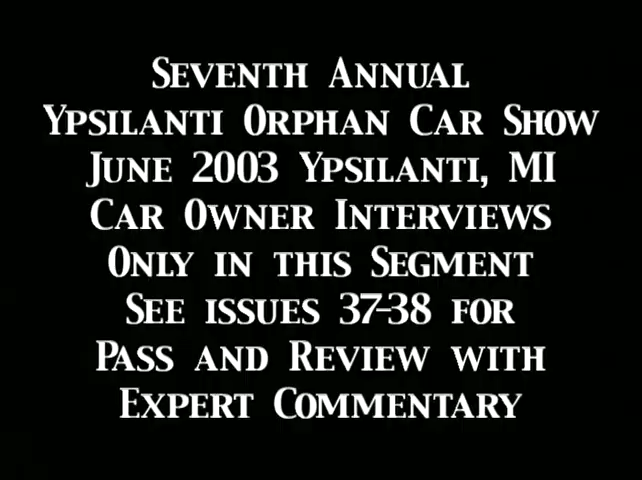 Seventh Annual
Ypsilanti Orphan Car Show
June 2003 Ypsilanti, MI
Car Owner Interviews
Only in this Segment
See issues 37-38 for
Pass and Review with
Expert Commentary